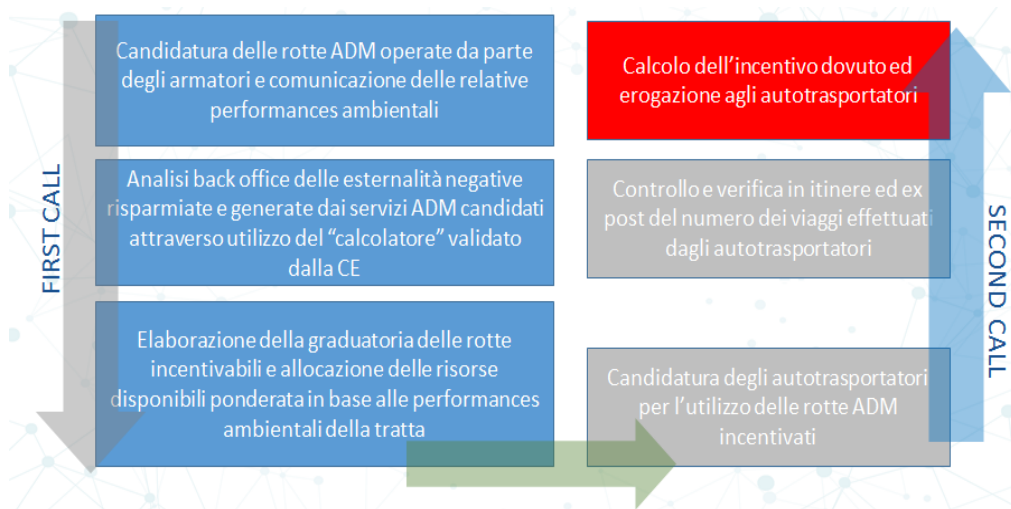 FIRST CALL
Candidatura delle rotte ADM operate da parte
degli armatori e comunicazione delle relative
performances ambientali
Analisi back office delle esternalità negative
risparmiate e generate dai servizi ADM candidati
attraverso utilizzo del “calcolatore” validato
dalla CE
Elaborazione della graduatoria delle rotte
incentivabili e allocazione delle risorse
disponibili ponderata in base alle performances
ambientali della tratta
Calcolo dell’incentivo dovuto ed
erogazione agli autotrasportatori
Controllo e verifica in itinere ed ex
post del numero dei viaggi effettuati
dagli autotrasportatori
Candidatura degli autotrasportatori
per l’utilizzo delle rotte ADM
incentivati
SECOND CALL